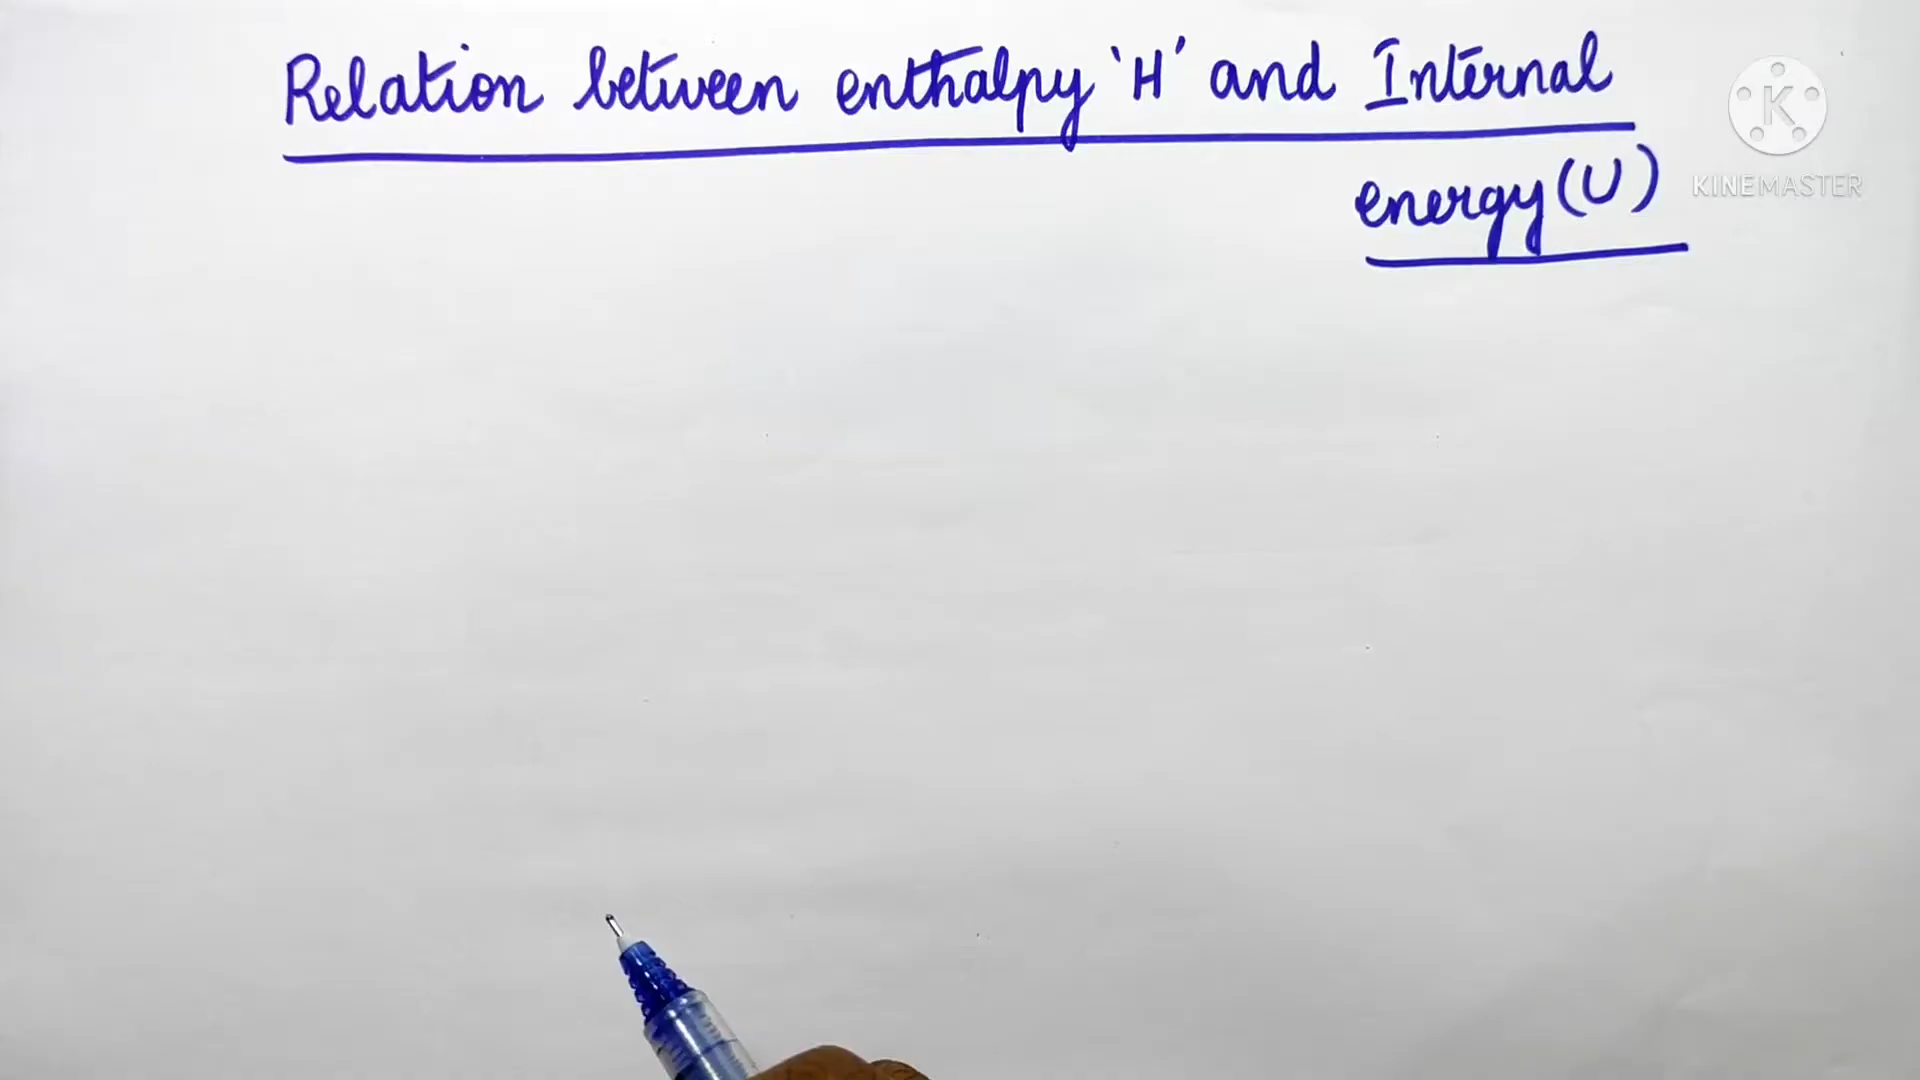 Relation between enthalpy 'H' and Internal
energy (U)
K
KINEMASTER